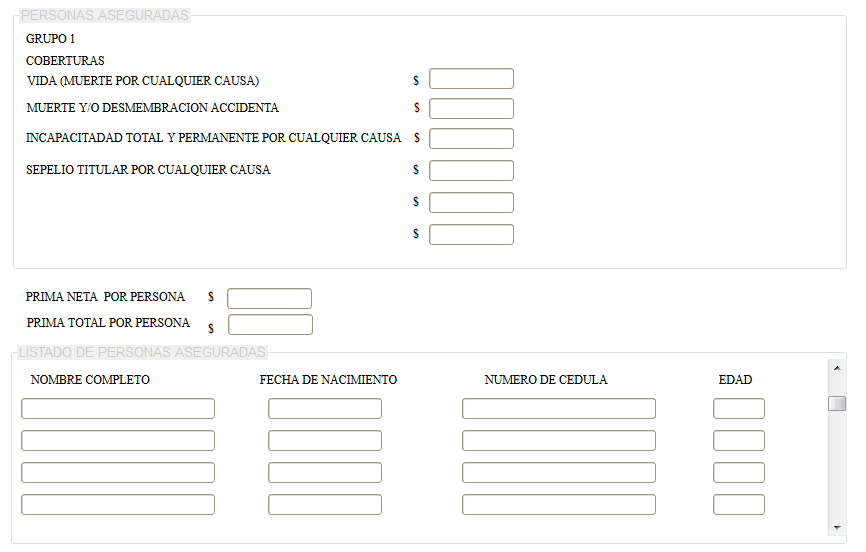 PERSONAS ASEGURADAS
GRUPO 1
COBERTURAS
VIDA (MUERTE POR CUALQUIER CAUSA) $
MUERTE Y/O DESMEMBRACION ACCIDENTA $
INCAPACITADAD TOTAL Y PERMANENTE POR CUALQUIER CAUSA $
SEPELIO TITULAR POR CUALQUIER CAUSA $
$
$
PRIMA NETA POR PERSONA $
PRIMA TOTAL POR PERSONA $
LISTADO DE PERSONAS ASEGURADAS
NOMBRE COMPLETO FECHA DE NACIMIENTO NUMERO DE CEDULA EDAD